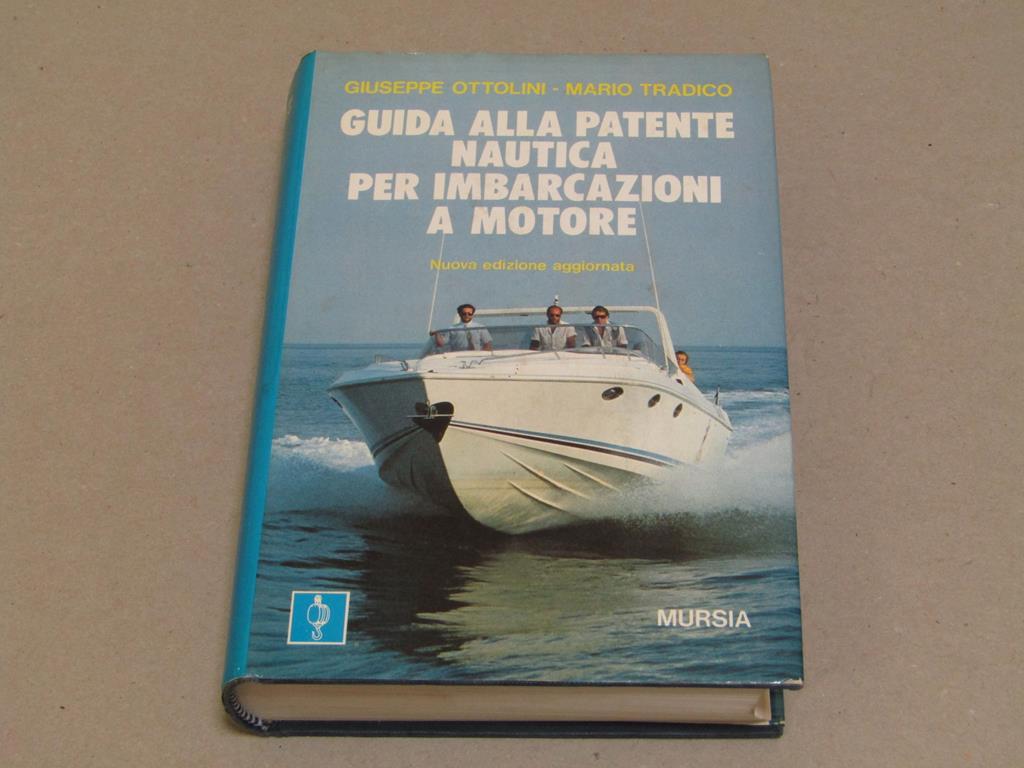 GIUSEPPE OTTOLINI - MARIO TRADICO
GUIDA ALLA PATENTE
NAUTICA
PER IMBARCAZIONI
A MOTORE
Nuova edizione aggiornata
MURSIA